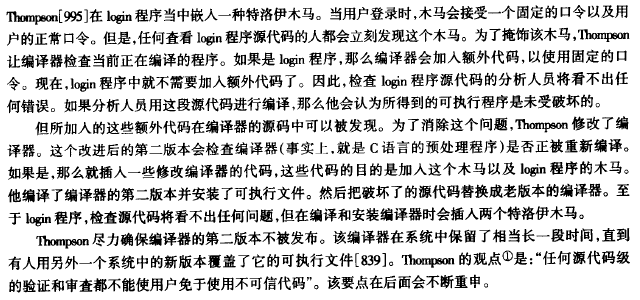 Thompson[995]在 login 程序当中嵌入一种特洛伊木马。当用户登录时,木马会接受一个固定的口令以及用
户的正常口令。但是,任何查看 login 程序源代码的人都会立刻发现这个木马。为了掩饰该木马,Thompson
让编译器检查当前正在编译的程序。如果是 login 程序,那么编译器会加入额外代码,以使用固定的口
令。现在,login 程序中就不需要加入额外代码了。因此,检查 login 程序源代码的分析人员将看不出任
何错误。如果分析人员用这段源代码进行编译,那么他会认为所得到的可执行程序是未受破坏的。
但所加入的这些额外代码在编译器的源码中可以被发现。为了消除这个问题,Thompson 修改了编
译器。这个改进后的第二版本会检查编译器(事实上,就是 C语言的预处理程序)是否正被重新编译。
如果是,那么就插入一些修改编译器的代码,这些代码的目的是加入这个木马以及 login 程序的木马。
他编译了编译器的第二版本并安装了可执行文件。然后把破坏了的源代码替换成老版本的编译器。至
于 login 程序,检查源代码将看不出任何问题,但在编译和安装编译器时会插入两个特洛伊木马。
Thompson 尽力确保编译器的第二版本不被发布。该编译器在系统中保留了相当长一段时间,直到
有人用另外一个系统中的新版本覆盖了它的可执行文件[839]。Thompson 的观点①是:“任何源代码级
的验证和审查都不能使用户免于使用不可信代码”。该要点在后面会不断重申。